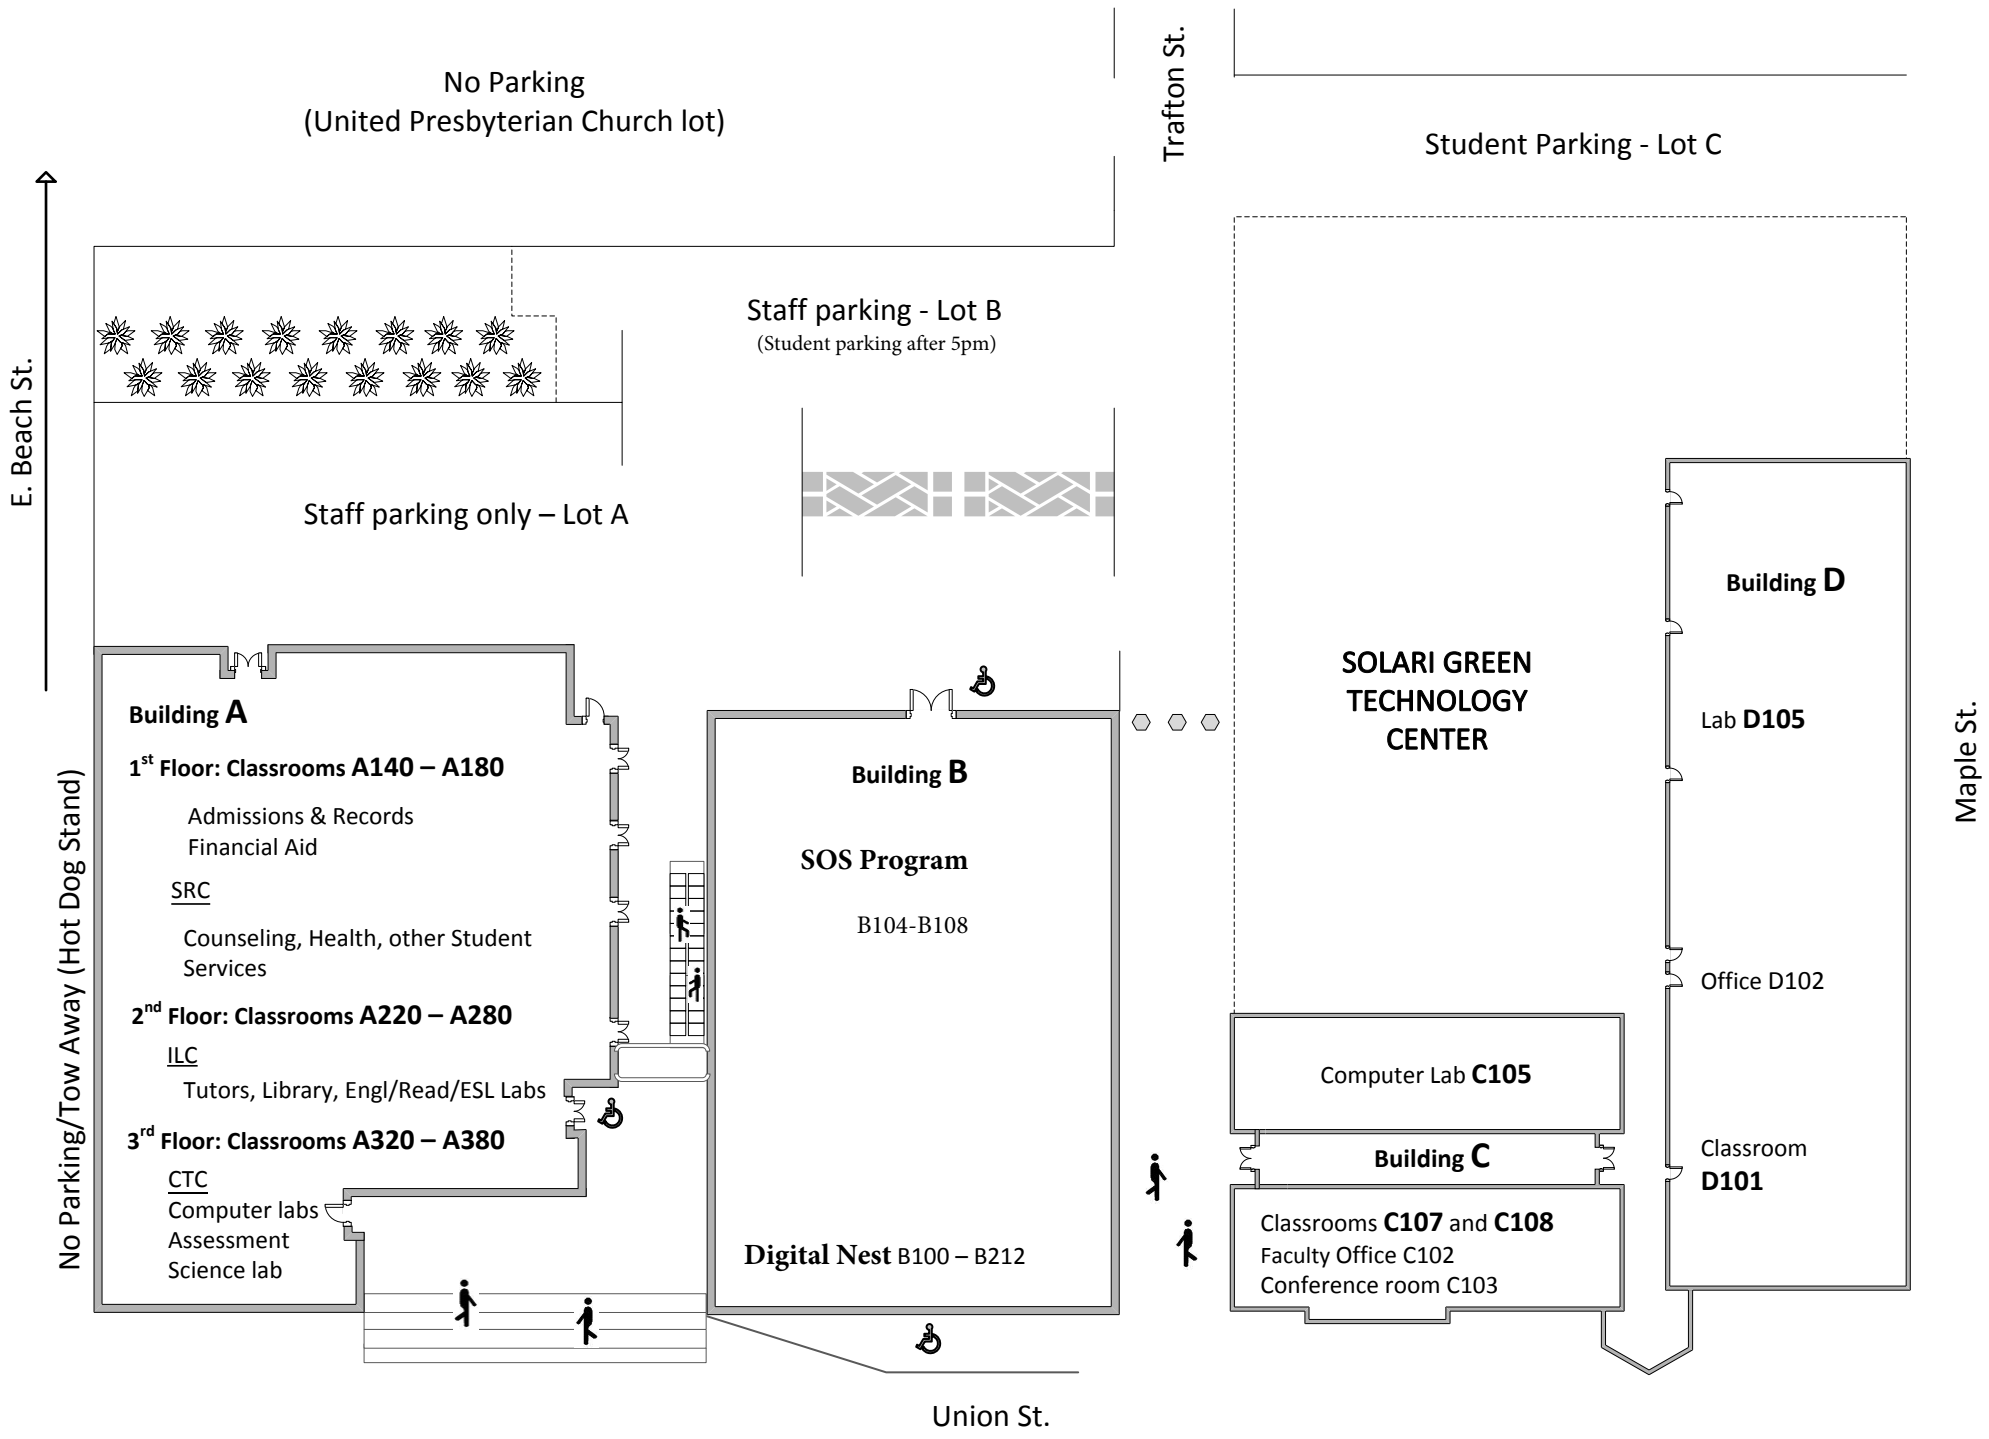 No Parking
(United Presbyterian Church lot)
Trafton St.
Student Parking - Lot C
E. Beach St.
Staff parking - Lot B
(Student parking after 5pm)
Staff parking only – Lot A
No Parking/Tow Away (Hot Dog Stand)
Building A
1st Floor: Classrooms A140 – A180
Admissions & Records
Financial Aid
SRC
Counseling, Health, other Student
Services
2nd Floor: Classrooms A220 – A280
ILC
Tutors, Library, Engl/Read/ESL Labs
3rd Floor: Classrooms A320 – A380
CTC
Computer labs
Assessment
Science lab
Building B
SOS Program
B104-B108
Digital Nest B100 – B212
SOLARI GREEN
TECHNOLOGY
CENTER
Computer Lab C105
Building C
Classrooms C107 and C108
Faculty Office C102
Conference room C103
Building D
Lab D105
Office D102
Classroom
D101
Maple St.
Union St.